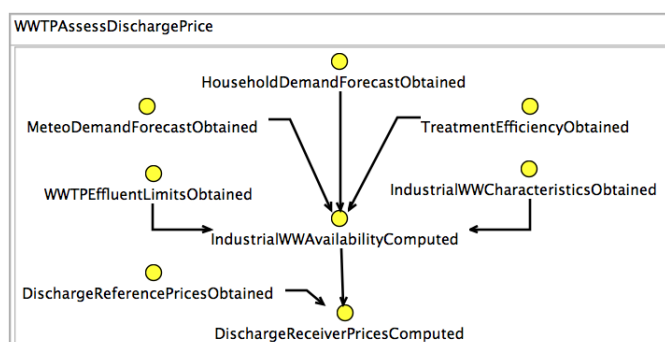 WWTPAssessDischargePrice
HouseholdDemandForecastObtained
MeteoDemandForecastObtained
TreatmentEfficiencyObtained
WWTPEffluentLimitsObtained
IndustrialWWCharacteristicsObtained
IndustrialWWAvailabilityComputed
DischargeReferencePricesObtained
DischargeReceiverPricesComputed